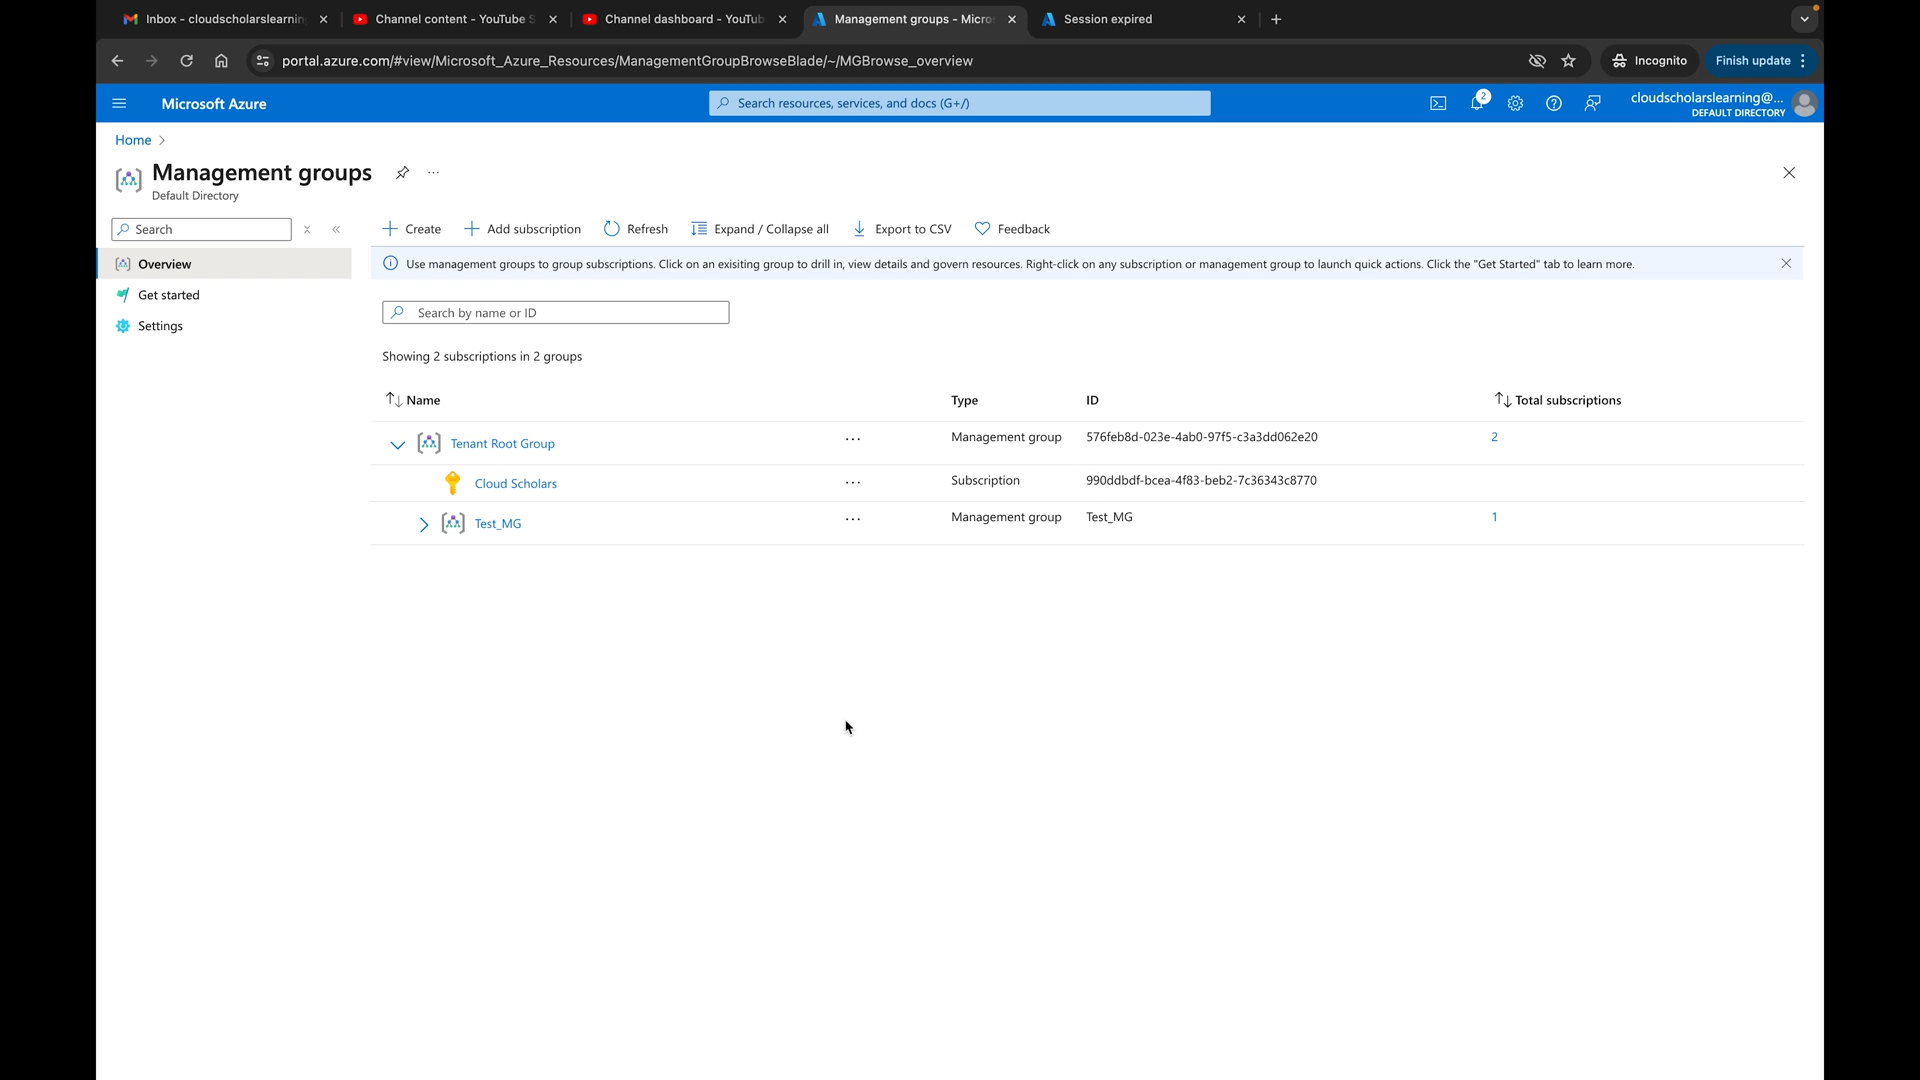 Inbox - cloudscholarslearnin
Channel content - YouTube S
Channel dashboard - YouTub
Management groups - Micro
Session expired
portal.azure.com/#view/Microsoft_Azure_Resources/ManagementGroupBrowseBlade/~/MGBrowse_overview
Incognito
Finish update
Microsoft Azure
Search resources, services, and docs (G+/)
2
cloudscholarslearning@...
DEFAULT DIRECTORY
Home
Management groups
Default Directory
Search
Create
Add subscription
Refresh
Expand / Collapse all
Export to CSV
Feedback
Overview
Get started
Settings
Use management groups to group subscriptions. Click on an exisiting group to drill in, view details and govern resources. Right-click on any subscription or management group to launch quick actions. Click the "Get Started" tab to learn more.
Search by name or ID
Showing 2 subscriptions in 2 groups
Name Type ID Total subscriptions
Tenant Root Group ... Management group 576feb8d-023e-4ab0-97f5-c3a3dd062e20 2
Cloud Scholars ... Subscription 990ddbdf-bcea-4f83-beb2-7c36343c8770
Test_MG ... Management group Test_MG 1